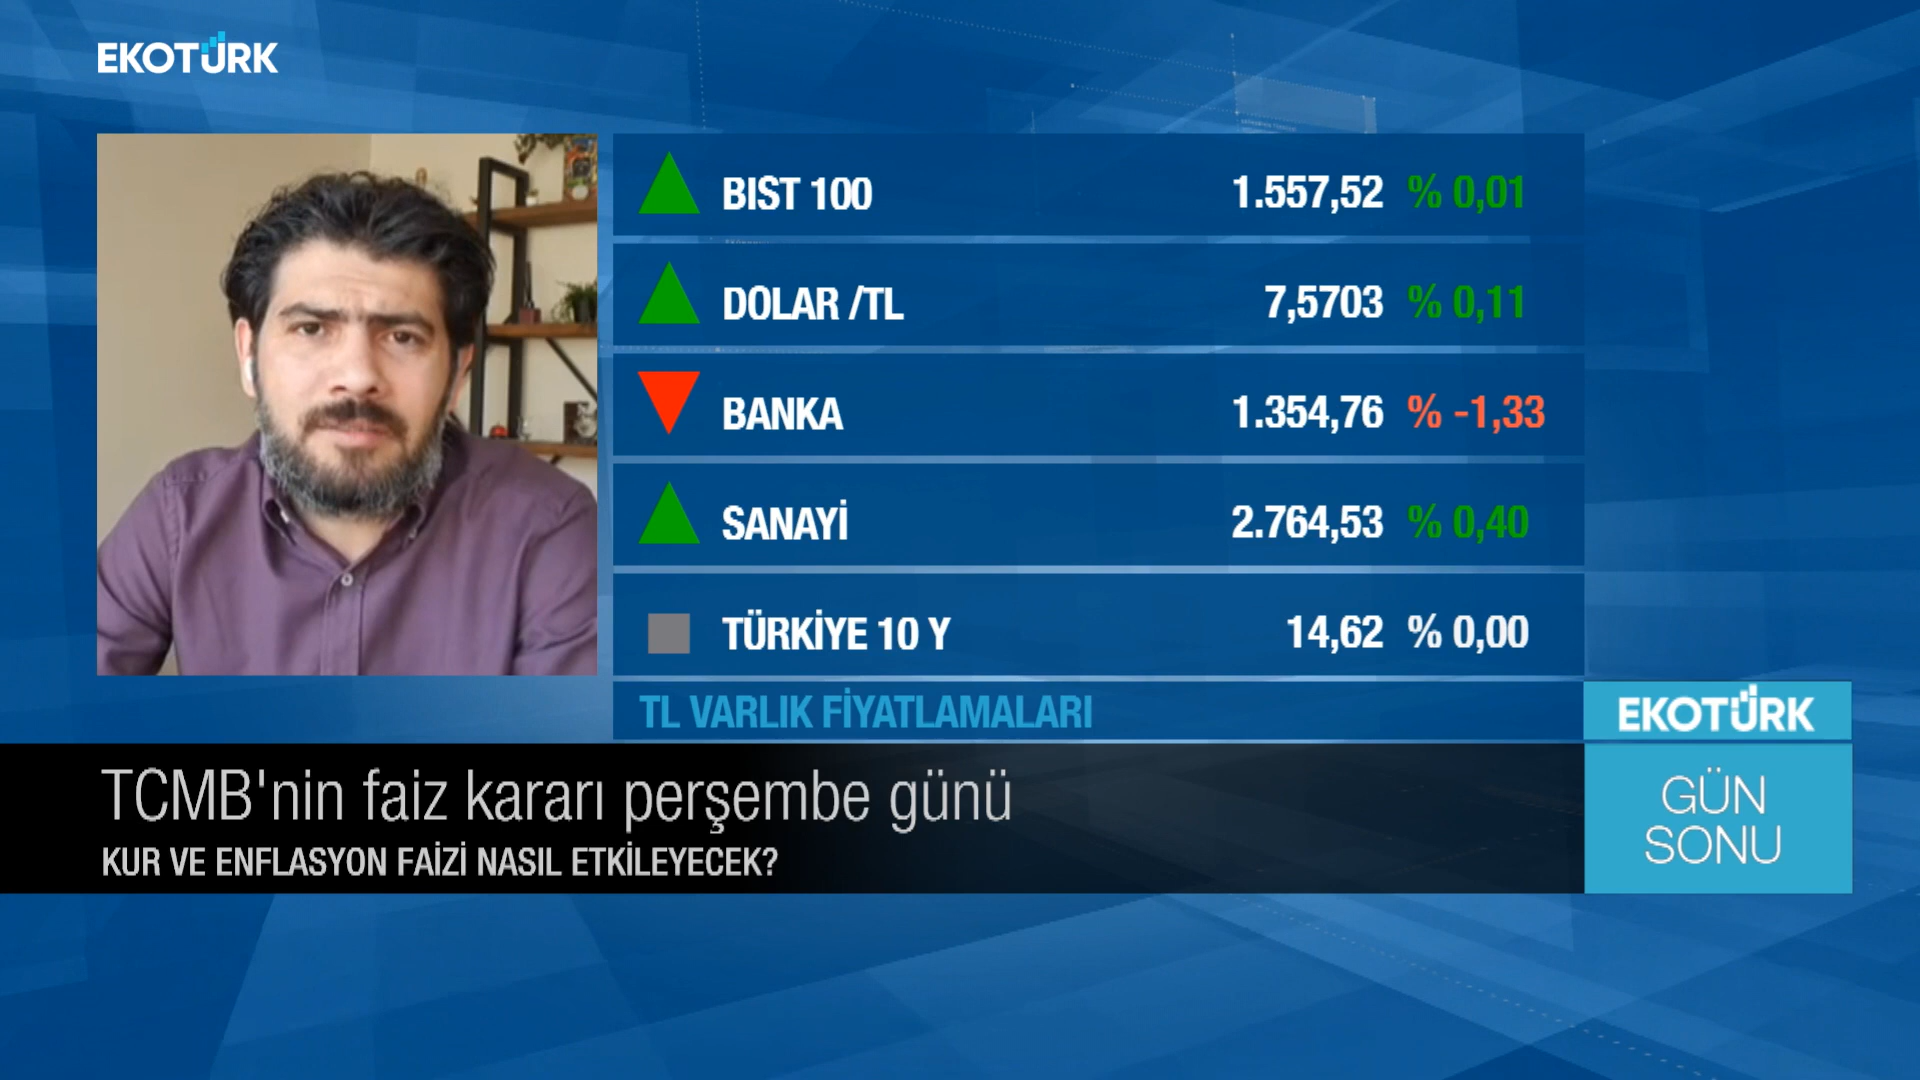 EKOTÜRK
BIST 100 1.557,52 % 0,01
DOLAR /TL 7,5703 % 0,11
BANKA 1.354,76 % -1,33
SANAYİ 2.764,53 % 0,40
TÜRKİYE 10 Y 14,62 % 0,00
TL VARLIK FİYATLAMALARI
EKOTÜRK
TCMB'nin faiz kararı perşembe günü
KUR VE ENFLASYON FAİZİ NASIL ETKİLEYECEK?
GÜN
SONU